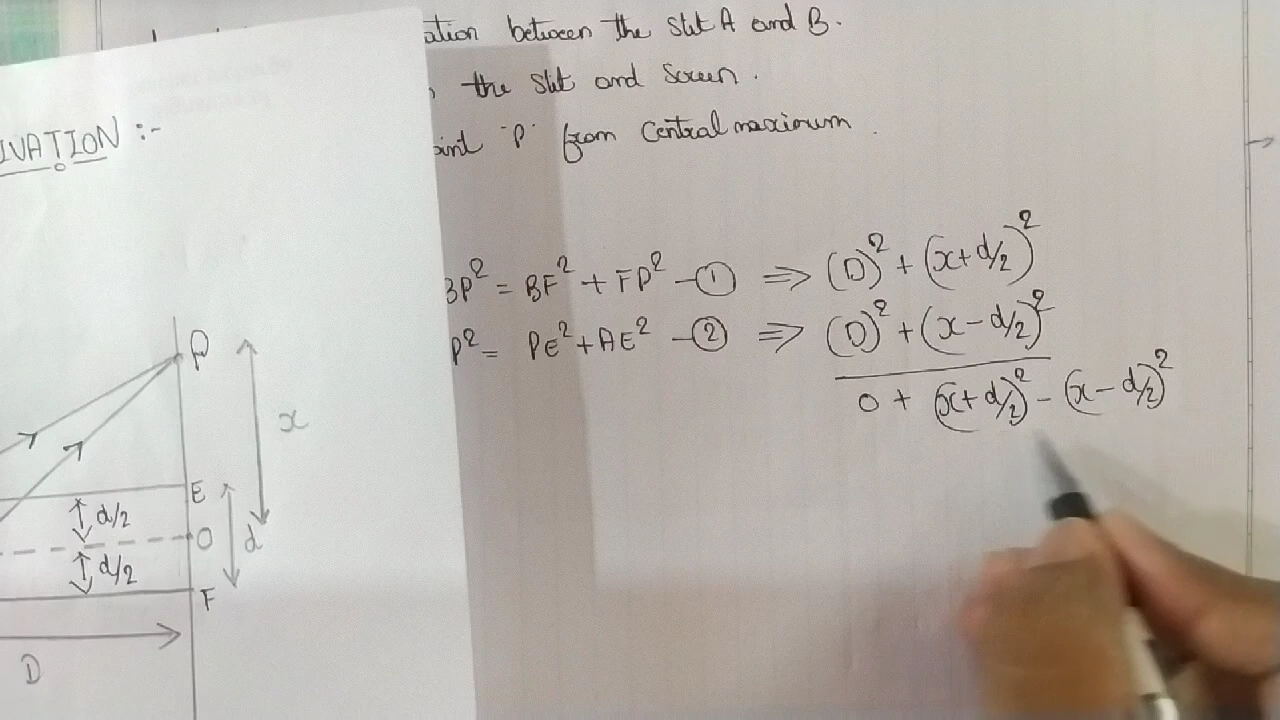 ation between the slit A and B.
the slit and screen.
oint "P" from Central maximum.
IVATION :-
BP² = BF² + FP² - ① ⇒ (D)² + (x+d/2)²
P² = PE² + AE² - ② ⇒ (D)² + (x-d/2)²
0 + (x+d/2)² - (x-d/2)²
P
x
E
d/2
O
d
d/2
F
D